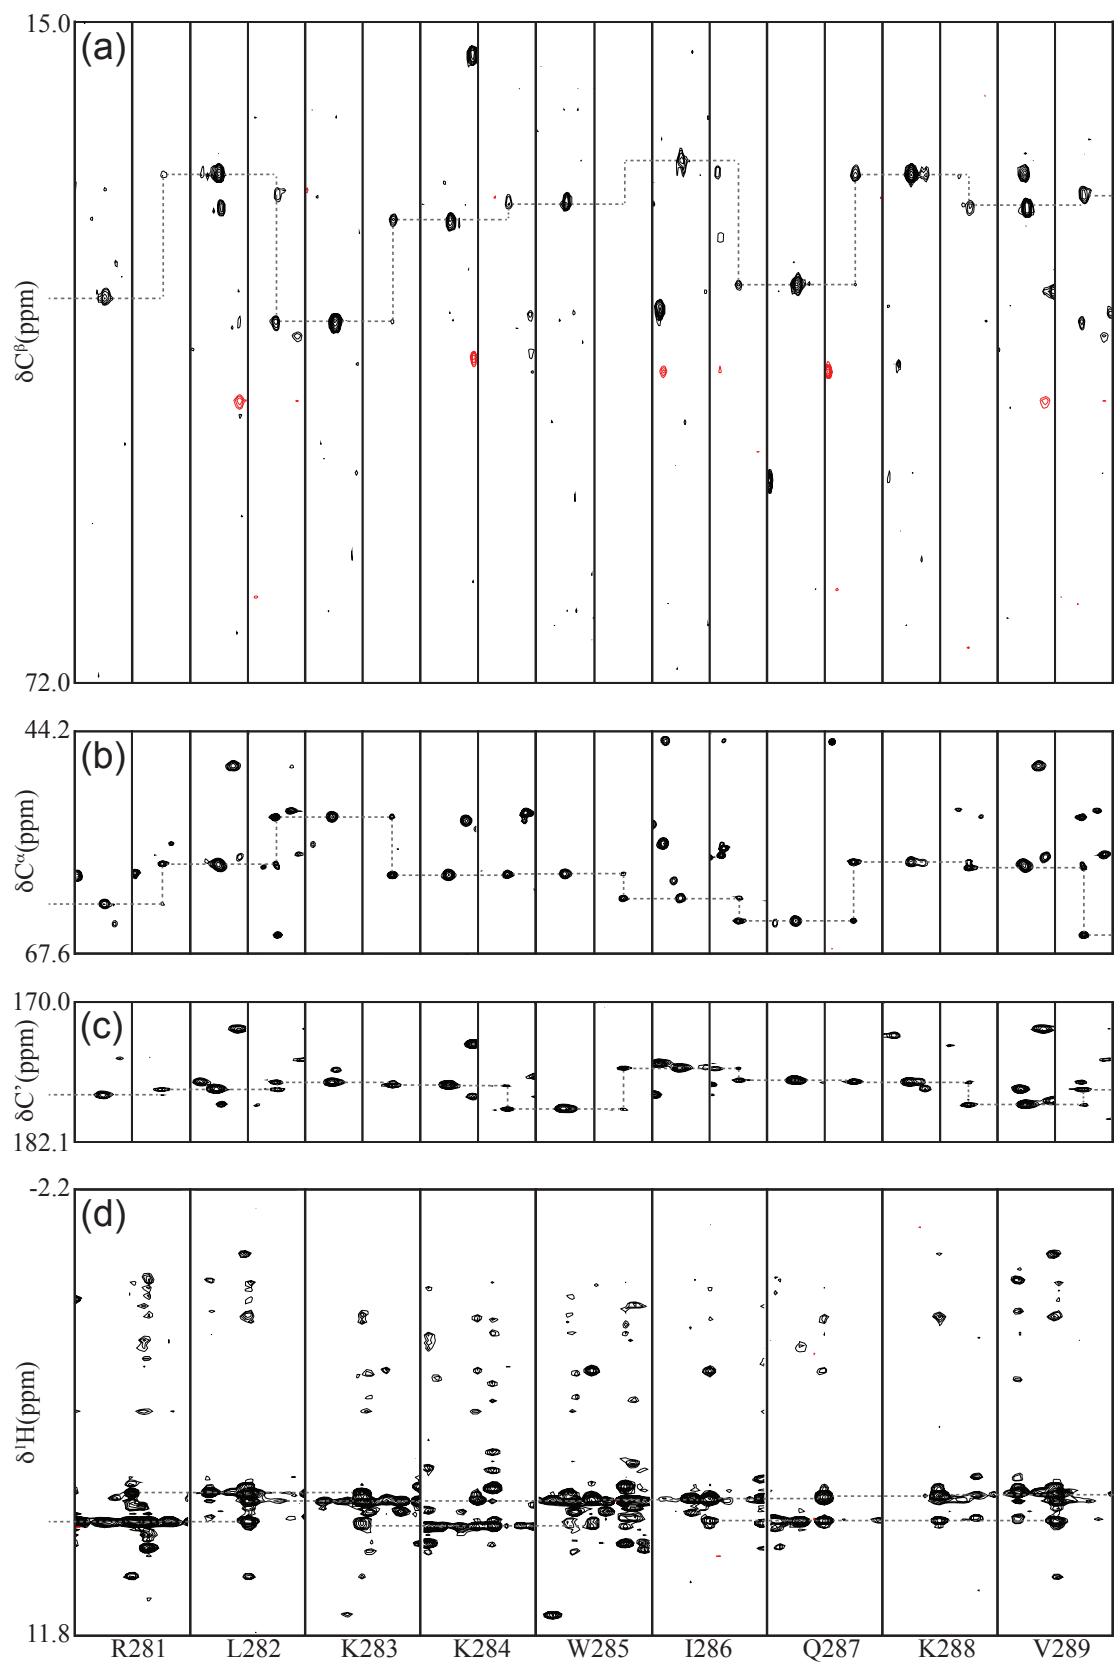 15.0
(a)
δCᵝ(ppm)
72.0
44.2
(b)
δCᵅ(ppm)
67.6
170.0
(c)
δC'(ppm)
182.1
-2.2
(d)
δ¹H(ppm)
11.8
R281 L282 K283 K284 W285 I286 Q287 K288 V289